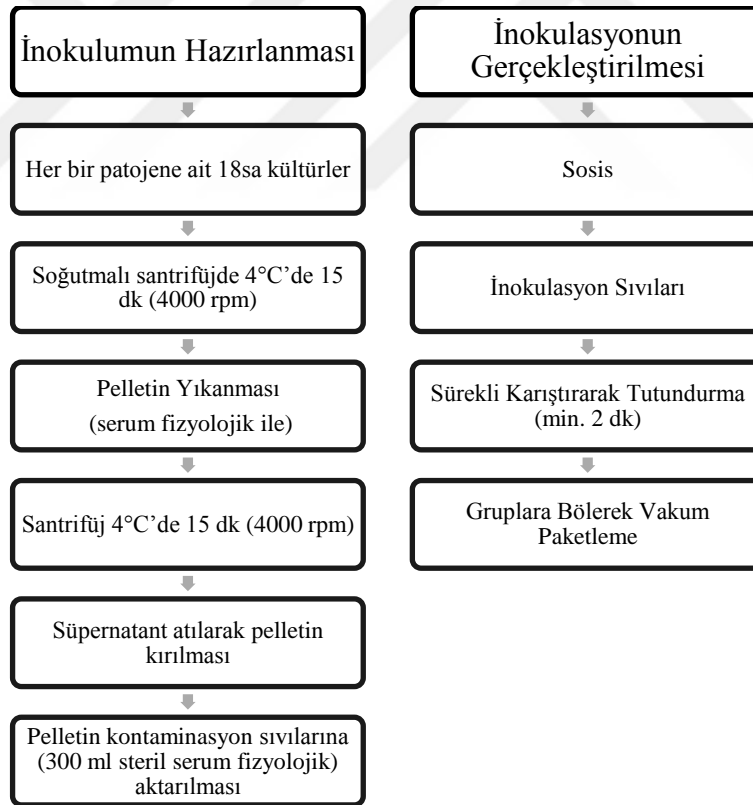 İnokulumun Hazırlanması
Her bir patojene ait 18sa kültürler
Soğutmalı santrifüjde 4°C’de 15
dk (4000 rpm)
Pelletin Yıkanması
(serum fizyolojik ile)
Santrifüj 4°C’de 15 dk (4000 rpm)
Süpernatant atılarak pelletin
kırılması
Pelletin kontaminasyon sıvılarına
(300 ml steril serum fizyolojik)
aktarılması
İnokulasyonun
Gerçekleştirilmesi
Sosis
İnokulasyon Sıvıları
Sürekli Karıştırarak Tutundurma
(min. 2 dk)
Gruplara Bölerek Vakum
Paketleme